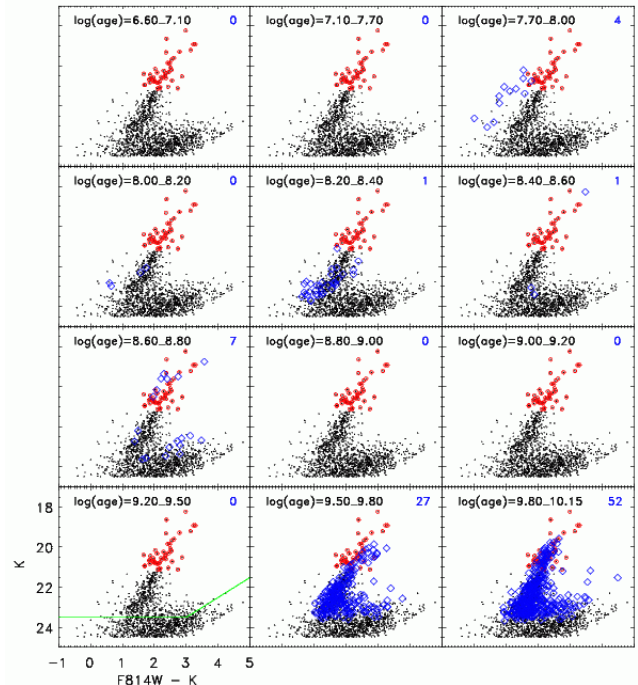 log(age)=6.60_7.10 0 log(age)=7.10_7.70 0 log(age)=7.70_8.00 4
log(age)=8.00_8.20 0 log(age)=8.20_8.40 1 log(age)=8.40_8.60 1
log(age)=8.60_8.80 7 log(age)=8.80_9.00 0 log(age)=9.00_9.20 0
log(age)=9.20_9.50 0 log(age)=9.50_9.80 27 log(age)=9.80_10.15 52
18
20
K
22
24
-1 0 1 2 3 4 5
F814W - K